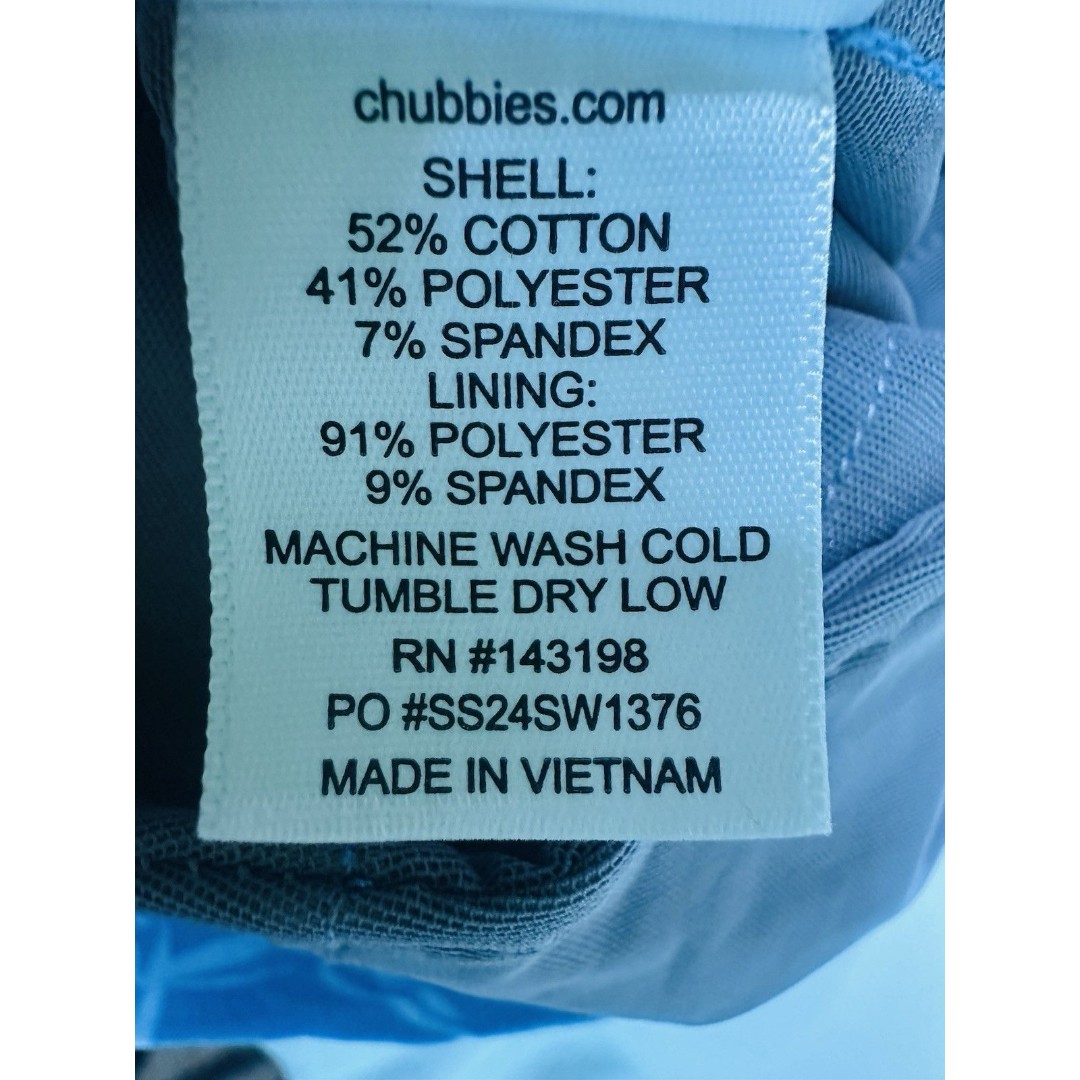 chubbies.com
SHELL:
52% COTTON
41% POLYESTER
7% SPANDEX
LINING:
91% POLYESTER
9% SPANDEX
MACHINE WASH COLD
TUMBLE DRY LOW
RN #143198
PO #SS24SW1376
MADE IN VIETNAM